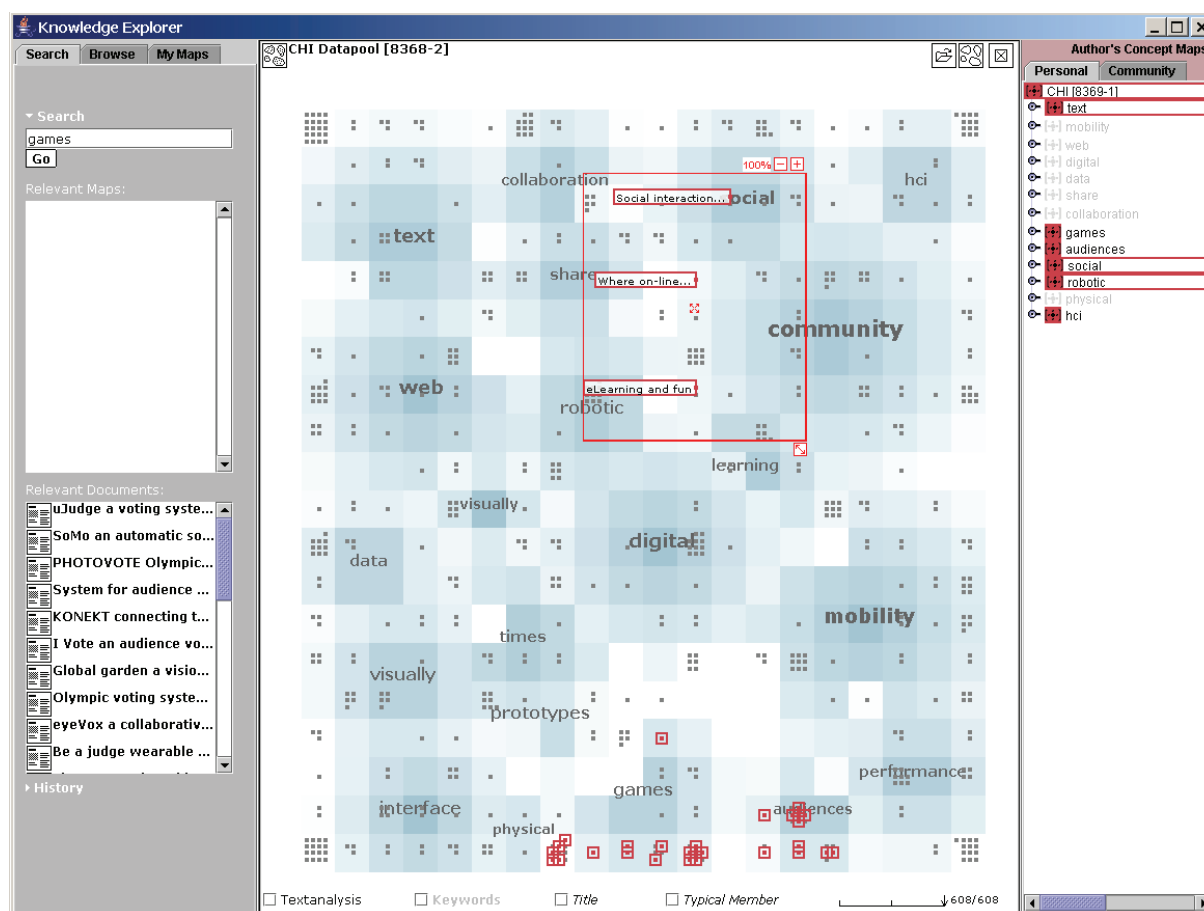 Knowledge Explorer
Search Browse My Maps
Search
games
Go
Relevant Maps:
Relevant Documents:
uJudge a voting syste...
SoMo an automatic so...
PHOTOVOTE Olympic...
System for audience ...
KONEKT connecting t...
I Vote an audience vo...
Global garden a visio...
Olympic voting syste...
eyeVox a collaborativ...
Be a judge wearable ...
History
CHI Datapool [8368-2]
100%
collaboration
hci
Social interaction...
ocial
text
share
Where on-line...
community
web
eLearning and fun
robotic
learning
visually
digital
data
mobility
times
visually
prototypes
performance
games
interface
audiences
physical
Textanalysis
Keywords
Title
Typical Member
608/608
Author's Concept Maps
Personal Community
CHI [8369-1]
text
mobility
web
digital
data
share
collaboration
games
audiences
social
robotic
physical
hci